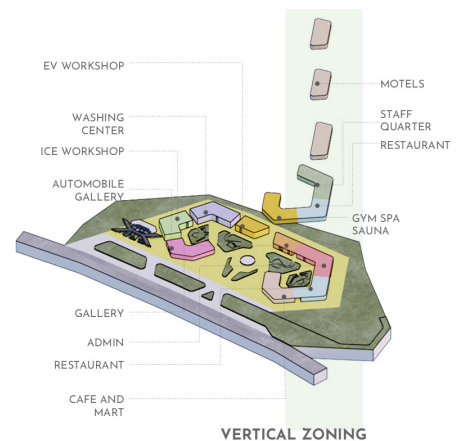 EV WORKSHOP
WASHING
CENTER
ICE WORKSHOP
AUTOMOBILE
GALLERY
GALLERY
ADMIN
RESTAURANT
CAFE AND
MART
MOTELS
STAFF
QUARTER
RESTAURANT
GYM SPA
SAUNA
VERTICAL ZONING